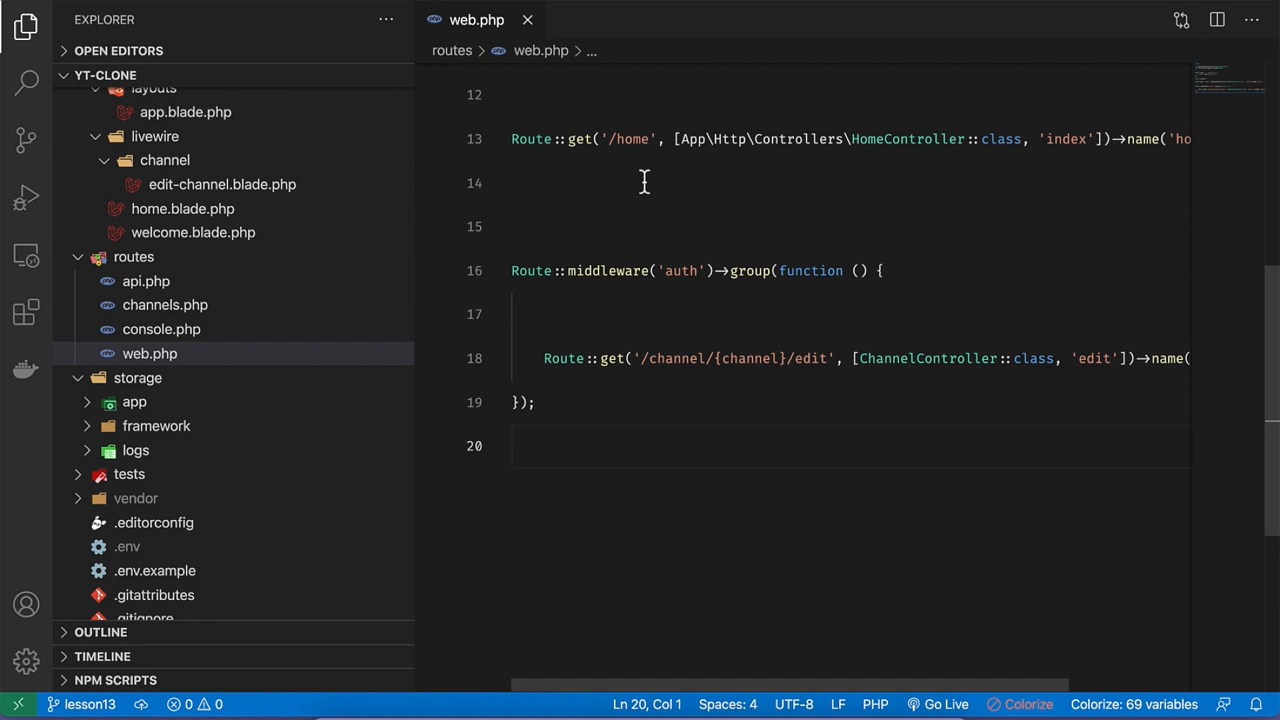 EXPLORER
OPEN EDITORS
YT-CLONE
layouts
app.blade.php
livewire
channel
edit-channel.blade.php
home.blade.php
welcome.blade.php
routes
api.php
channels.php
console.php
web.php
storage
app
framework
logs
tests
vendor
.editorconfig
.env
.env.example
.gitattributes
.gitignore
OUTLINE
TIMELINE
NPM SCRIPTS
web.php
routes > web.php > ...
12
13 Route::get('/home', [App\Http\Controllers\HomeController::class, 'index'])->name('ho
14
15
16 Route::middleware('auth')->group(function () {
17
18 Route::get('/channel/{channel}/edit', [ChannelController::class, 'edit'])->name(
19 });
20
lesson13 0 0 Ln 20, Col 1 Spaces: 4 UTF-8 LF PHP Go Live Colorize Colorize: 69 variables